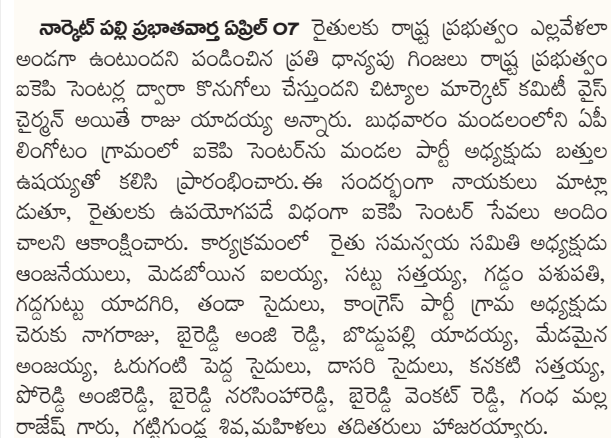 నార్కెట్ పల్లి ప్రభాతవార్త ఏప్రిల్ 07 రైతులకు రాష్ట్ర ప్రభుత్వం ఎల్లవేళలా
అండగా ఉంటుందని పండించిన ప్రతి ధాన్యపు గింజలు రాష్ట్ర ప్రభుత్వం
ఐకెపి సెంటర్ల ద్వారా కొనుగోలు చేస్తుందని చిట్యాల మార్కెట్ కమిటీ వైస్
చైర్మన్ అయితే రాజు యాదయ్య అన్నారు. బుధవారం మండలంలోని ఏపీ
లింగోటం గ్రామంలో ఐకెపి సెంటర్‌ను మండల పార్టీ అధ్యక్షుడు బత్తుల
ఉషయ్యతో కలిసి ప్రారంభించారు.ఈ సందర్భంగా నాయకులు మాట్లా
డుతూ, రైతులకు ఉపయోగపడే విధంగా ఐకెపి సెంటర్ సేవలు అందిం
చాలని ఆకాంక్షించారు. కార్యక్రమంలో రైతు సమన్వయ సమితి అధ్యక్షుడు
ఆంజనేయులు, మెడబోయిన ఐలయ్య, సట్టు సత్తయ్య, గడ్డం పశుపతి,
గద్దగుట్టు యాదగిరి, తండా సైదులు, కాంగ్రెస్ పార్టీ గ్రామ అధ్యక్షుడు
చెరుకు నాగరాజు, బైరెడ్డి అంజి రెడ్డి, బొడ్డుపల్లి యాదయ్య, మేడమైన
అంజయ్య, ఓరుగంటి పెద్ద సైదులు, దాసరి సైదులు, కనకటి సత్తయ్య,
పోరెడ్డి అంజిరెడ్డి, బైరెడ్డి నరసింహారెడ్డి, బైరెడ్డి వెంకట్ రెడ్డి, గంధ మల్ల
రాజేష్ గారు, గట్టిగుండ్ల శివ,మహిళలు తదితరులు హాజరయ్యారు.